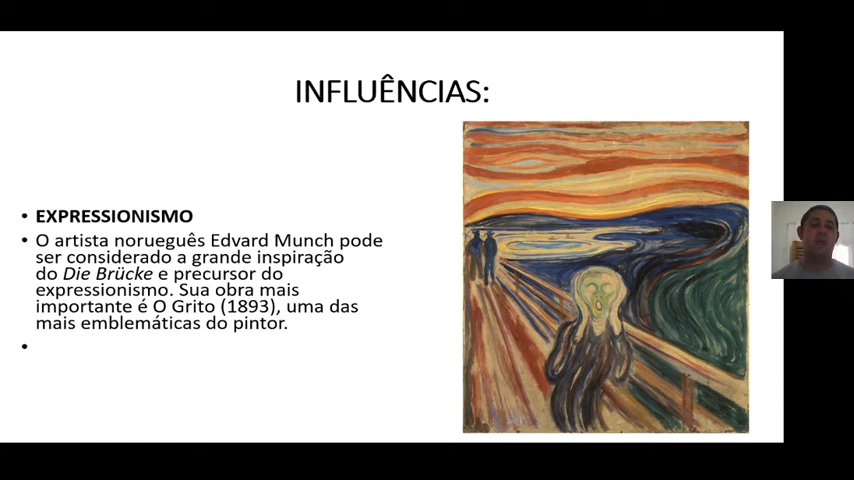 INFLUÊNCIAS:
• EXPRESSIONISMO
• O artista norueguês Edvard Munch pode
ser considerado a grande inspiração
do Die Brücke e precursor do
expressionismo. Sua obra mais
importante é O Grito (1893), uma das
mais emblemáticas do pintor.
•